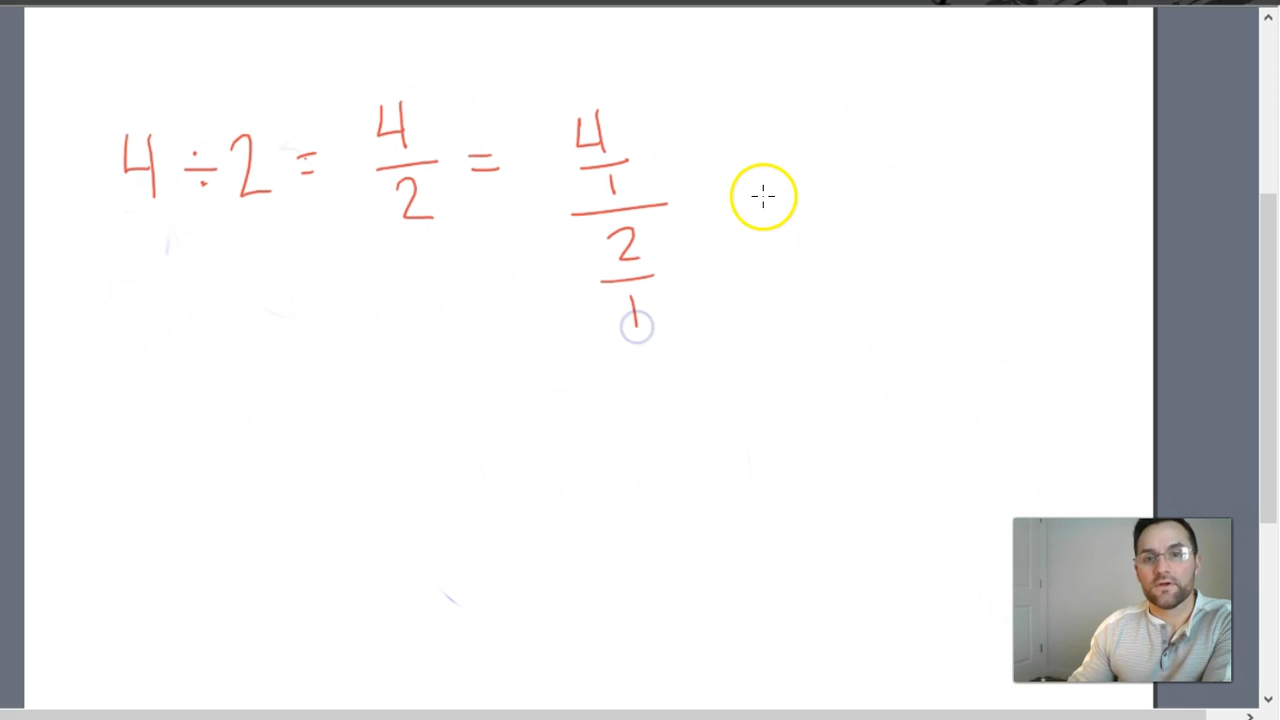 4 ÷ 2 = 4/2 = (4/1)/(2/1)